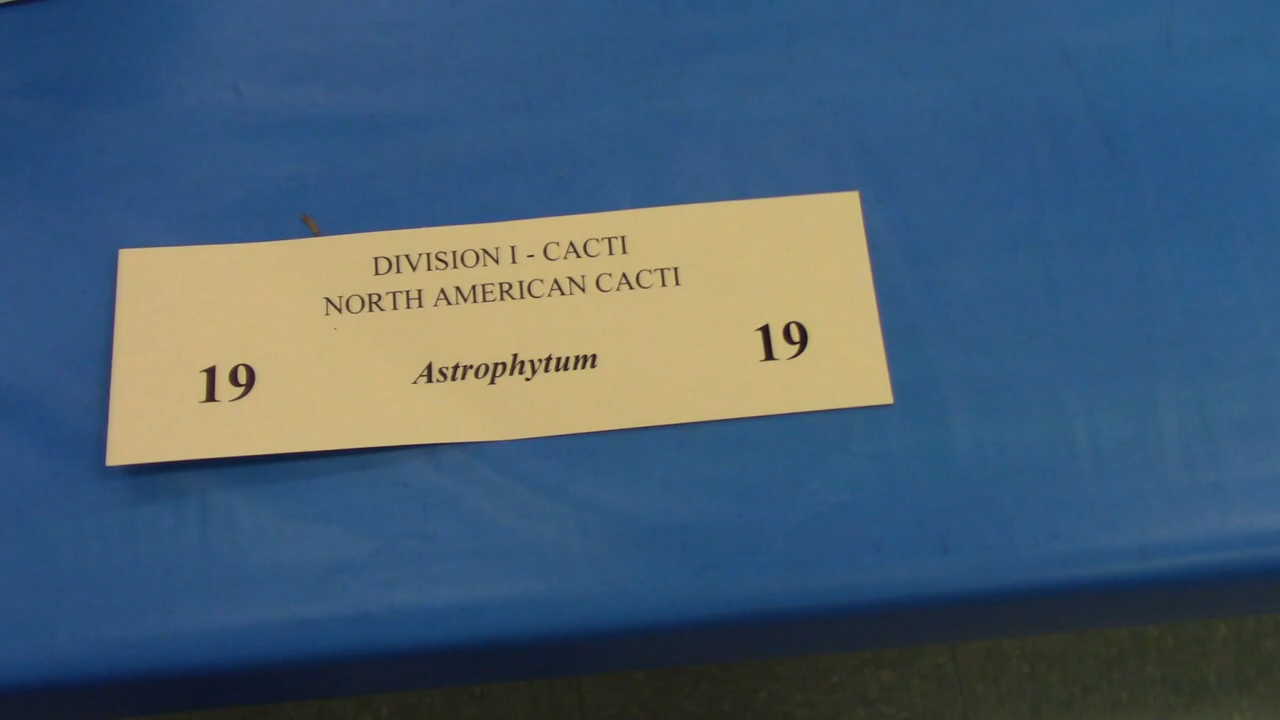 DIVISION I - CACTI
NORTH AMERICAN CACTI
19 Astrophytum 19